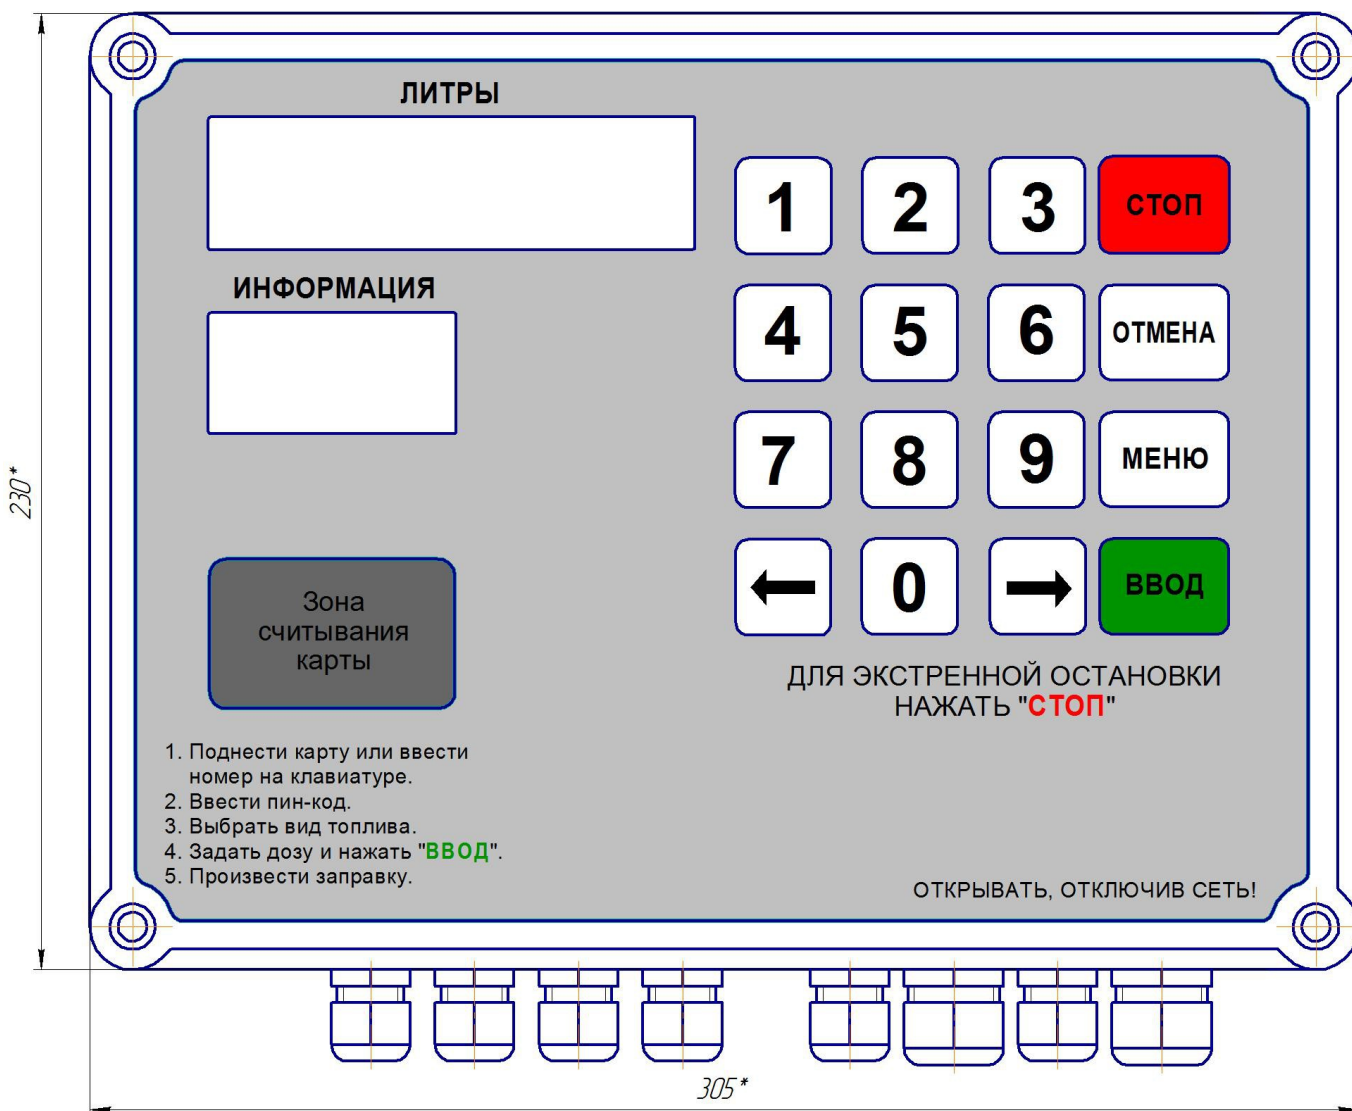 ЛИТРЫ
1 2 3 СТОП
ИНФОРМАЦИЯ
4 5 6 ОТМЕНА
7 8 9 МЕНЮ
230*
0 ВВОД
Зона
считывания
карты
ДЛЯ ЭКСТРЕННОЙ ОСТАНОВКИ
НАЖАТЬ "СТОП"
1. Поднести карту или ввести
номер на клавиатуре.
2. Ввести пин-код.
3. Выбрать вид топлива.
4. Задать дозу и нажать "ВВОД".
5. Произвести заправку.
ОТКРЫВАТЬ, ОТКЛЮЧИВ СЕТЬ!
305*